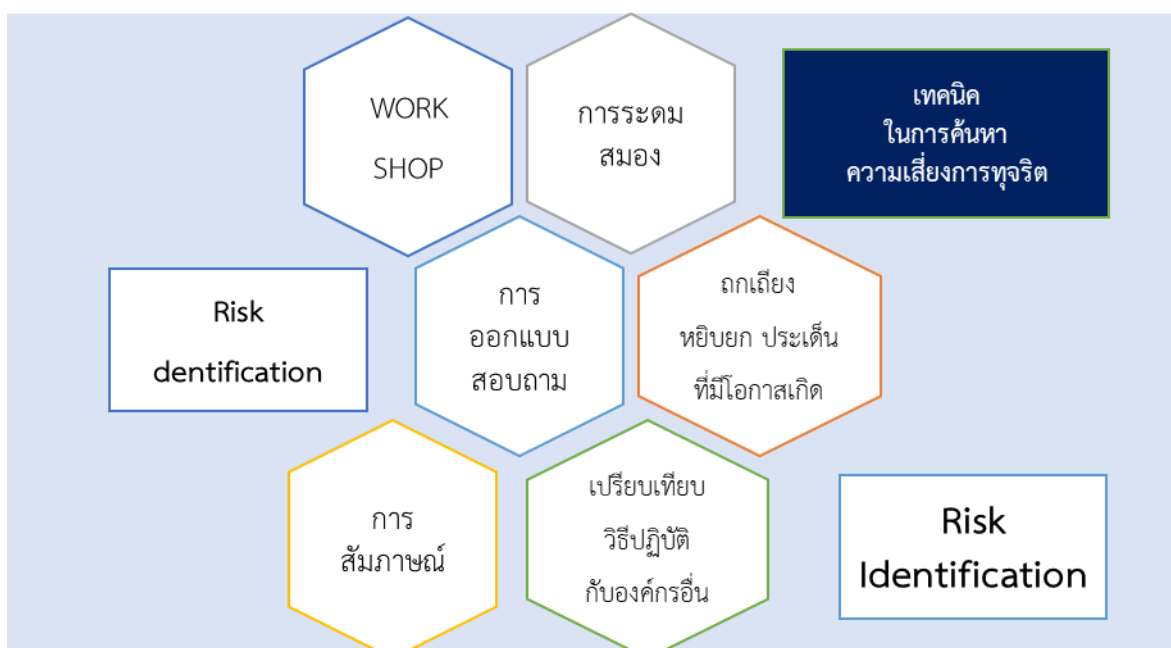 WORK
SHOP
การระดม
สมอง
เทคนิค
ในการค้นหา
ความเสี่ยงการทุจริต
Risk
dentification
การ
ออกแบบ
สอบถาม
ถกเถียง
หยิบยก ประเด็น
ที่มีโอกาสเกิด
การ
สัมภาษณ์
เปรียบเทียบ
วิธีปฏิบัติ
กับองค์กรอื่น
Risk
Identification